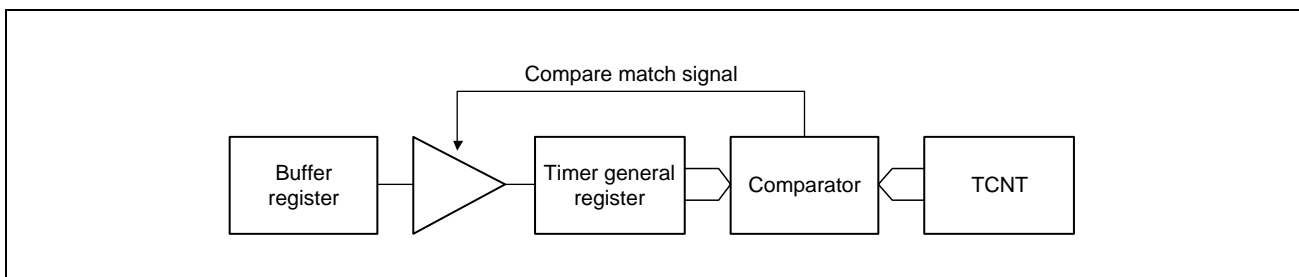 Compare match signal
Buffer
register
Timer general
register
Comparator
TCNT